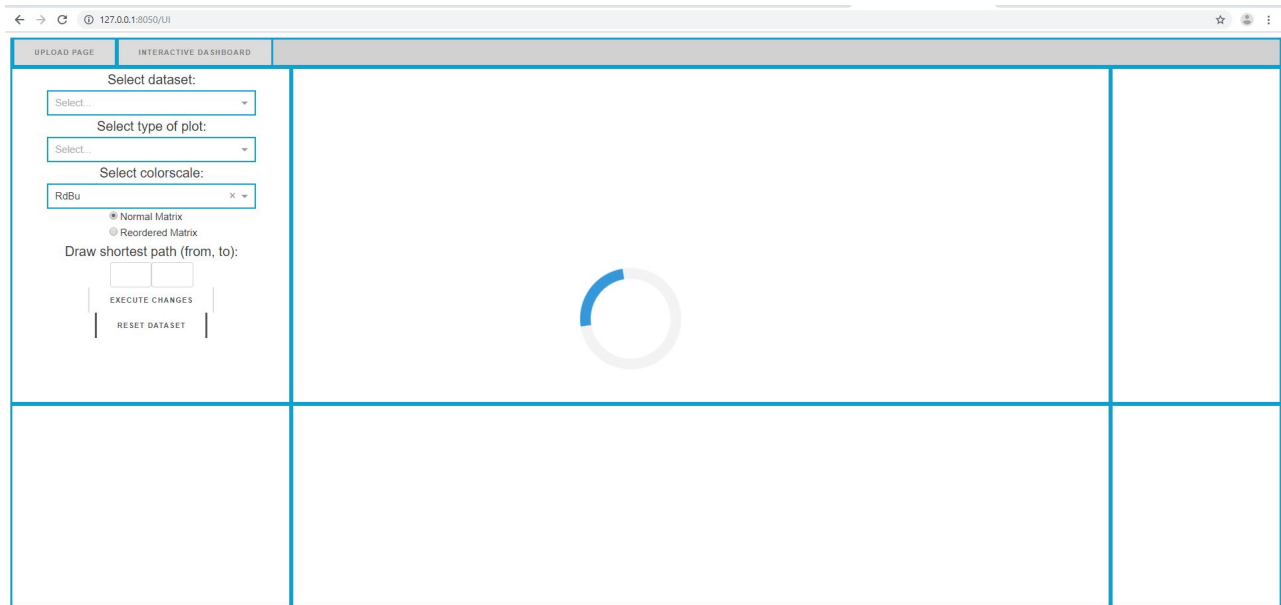 127.0.0.1:8050/UI
UPLOAD PAGE INTERACTIVE DASHBOARD
Select dataset:
Select...
Select type of plot:
Select...
Select colorscale:
RdBu
Normal Matrix
Reordered Matrix
Draw shortest path (from, to):
EXECUTE CHANGES
RESET DATASET